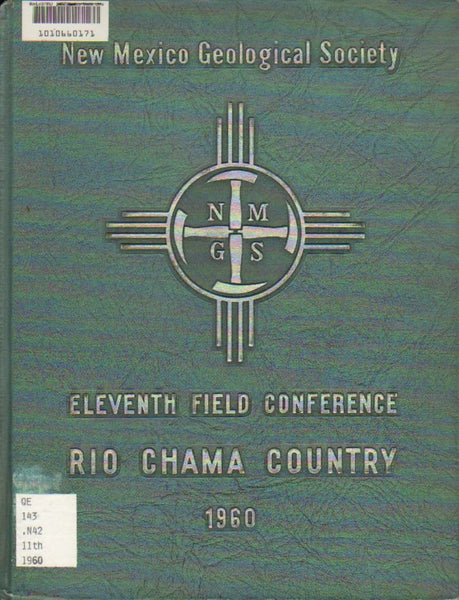 1010660171
New Mexico Geological Society
N M
G S
ELEVENTH FIELD CONFERENCE
RIO CHAMA COUNTRY
1960
QE
143
.N42
11th
1960